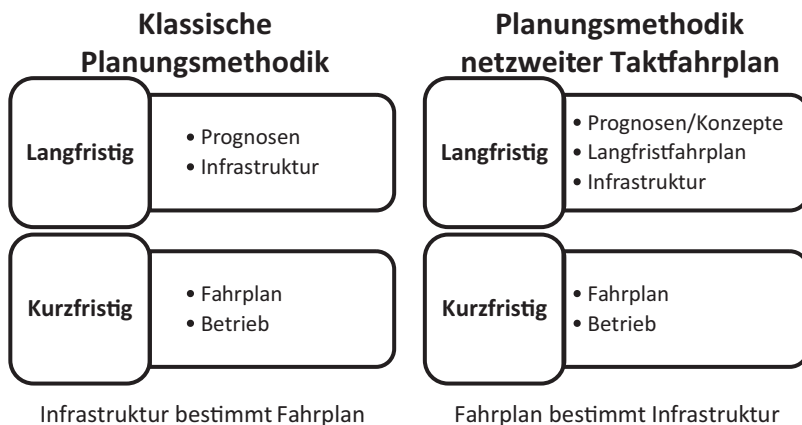 Klassische
Planungsmethodik
Langfristig
• Prognosen
• Infrastruktur
Kurzfristig
• Fahrplan
• Betrieb
Infrastruktur bestimmt Fahrplan
Planungsmethodik
netzweiter Taktfahrplan
Langfristig
• Prognosen/Konzepte
• Langfristfahrplan
• Infrastruktur
Kurzfristig
• Fahrplan
• Betrieb
Fahrplan bestimmt Infrastruktur